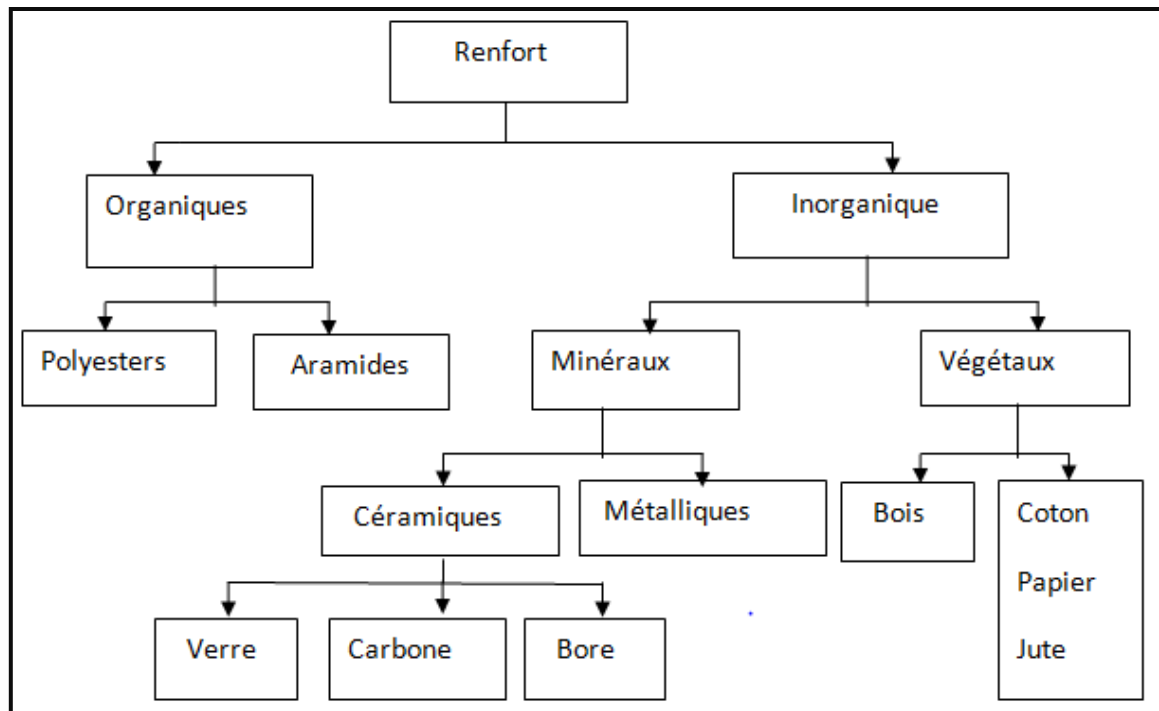 Renfort
Organiques
Inorganique
Polyesters
Aramides
Minéraux
Végétaux
Céramiques
Métalliques
Bois
Coton
Papier
Jute
Verre
Carbone
Bore